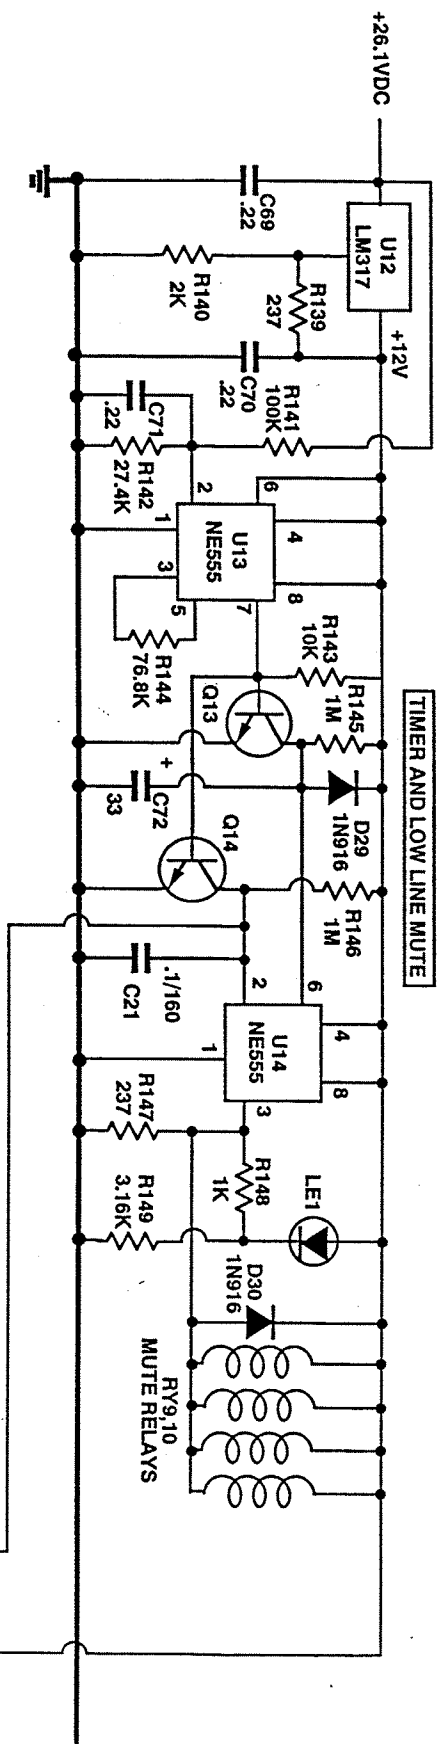 TIMER AND LOW LINE MUTE
+26.1VDC
U12
LM317
+12V
C69
.22
R139
237
R140
2K
C70
.22
R141
100K
C71
.22
R142
27.4K
6
4
8
2
U13
NE555
1
3
5
7
R143
10K
R144
76.8K
Q13
R145
1M
D29
1N916
+
C72
33
Q14
R146
1M
.1/160
C21
6
4
8
2
U14
NE555
1
3
R147
237
R148
1K
R149
3.16K
LE1
D30
1N916
RY9,10
MUTE RELAYS